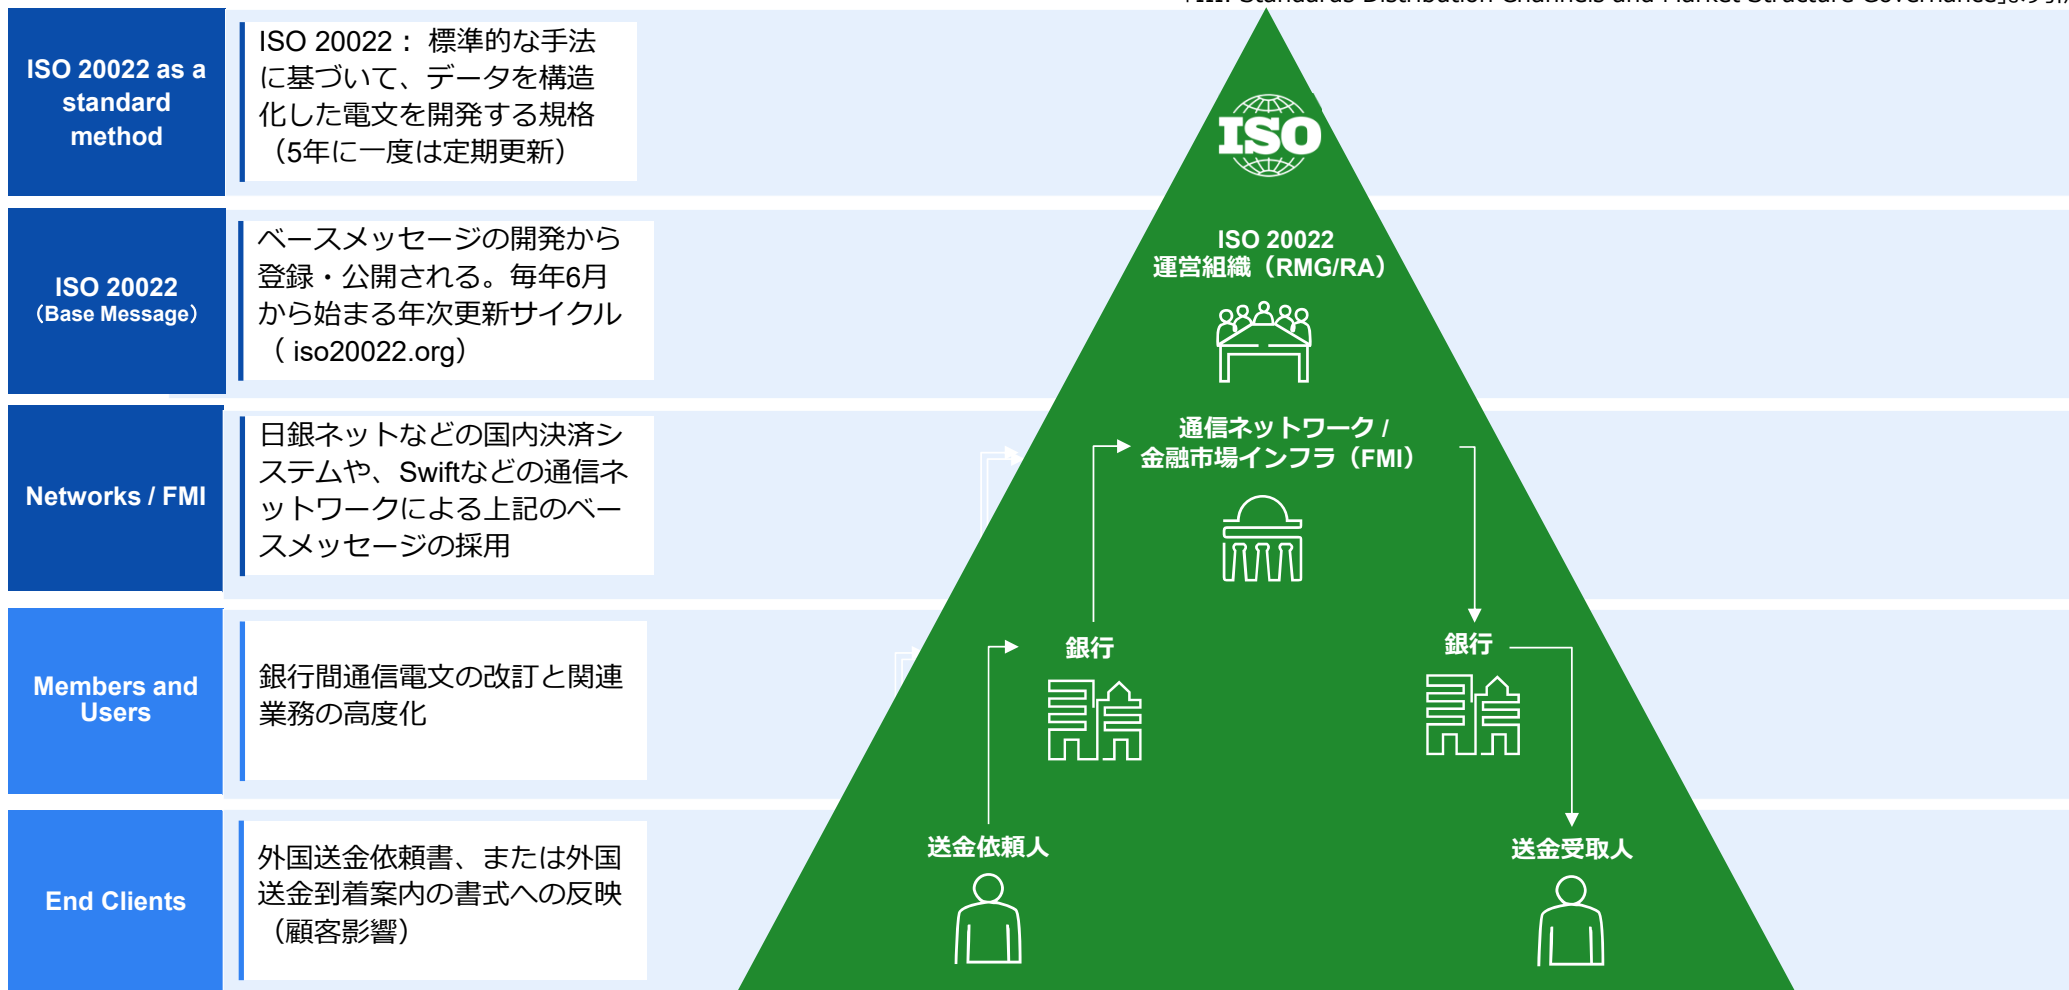 III. Standards Distribution Channels and Market Structure Governance」より引用
ISO 20022 as a
standard
method
ISO 20022： 標準的な手法
に基づいて、データを構造
化した電文を開発する規格
（5年に一度は定期更新）
ISO
ISO 20022
（Base Message）
ベースメッセージの開発から
登録・公開される。毎年6月
から始まる年次更新サイクル
（ iso20022.org）
ISO 20022
運営組織（RMG/RA）
Networks / FMI
日銀ネットなどの国内決済シ
ステムや、Swiftなどの通信ネ
ットワークによる上記のベー
スメッセージの採用
通信ネットワーク /
金融市場インフラ（FMI）
Members and
Users
銀行間通信電文の改訂と関連
業務の高度化
銀行
銀行
End Clients
外国送金依頼書、または外国
送金到着案内の書式への反映
（顧客影響）
送金依頼人
送金受取人